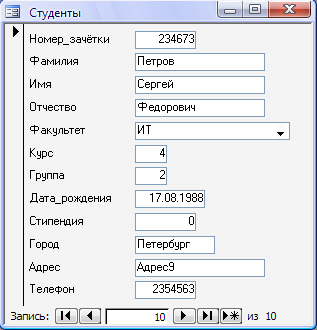 Студенты
Номер_зачётки 234673
Фамилия Петров
Имя Сергей
Отчество Федорович
Факультет ИТ
Курс 4
Группа 2
Дата_рождения 17.08.1988
Стипендия 0
Город Петербург
Адрес Адрес9
Телефон 2354563
Запись: 10 из 10